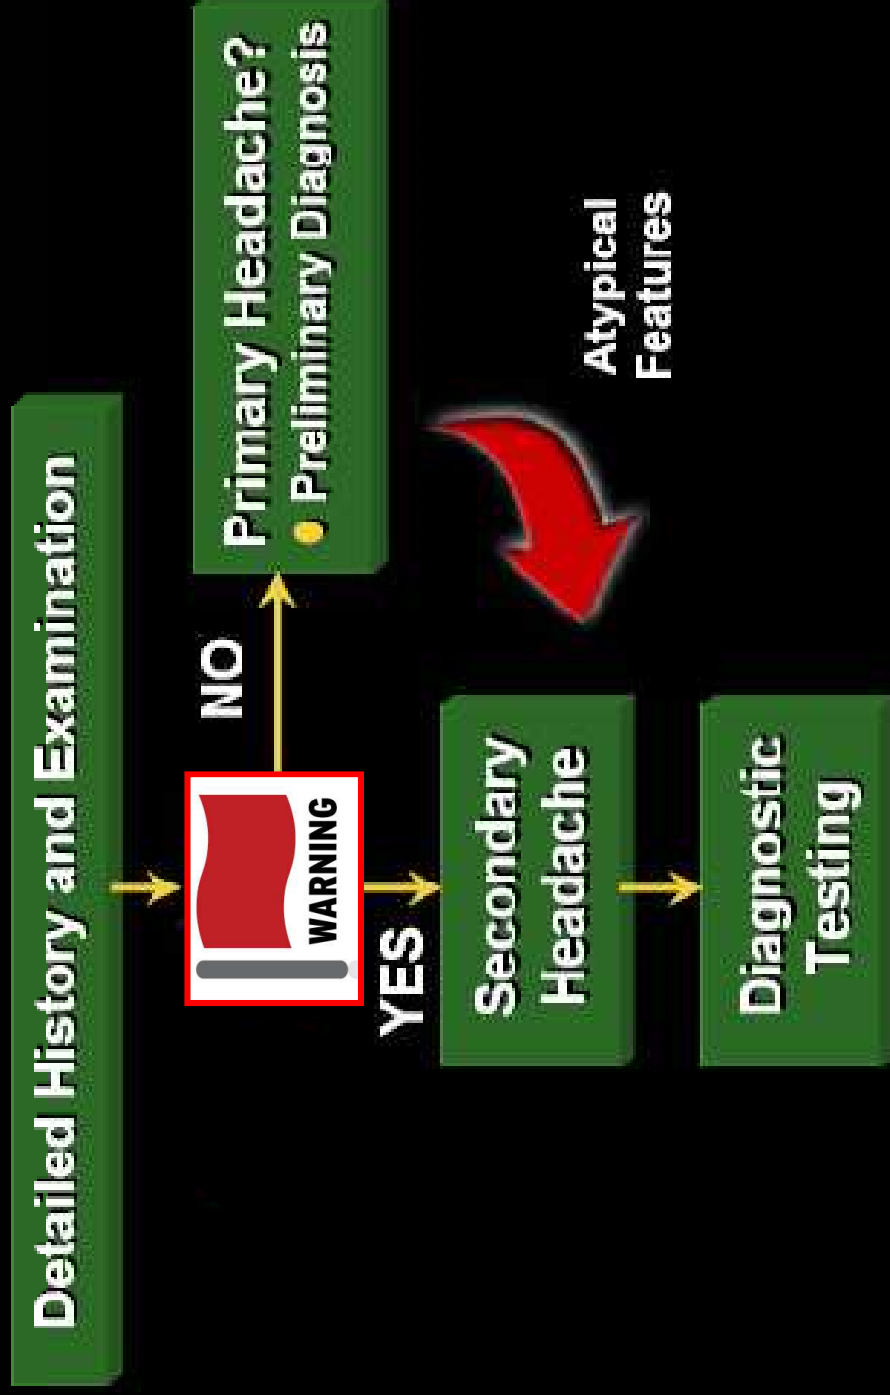 Detailed History and Examination
WARNING
NO
Primary Headache?
Preliminary Diagnosis
YES
Secondary
Headache
Atypical
Features
Diagnostic
Testing